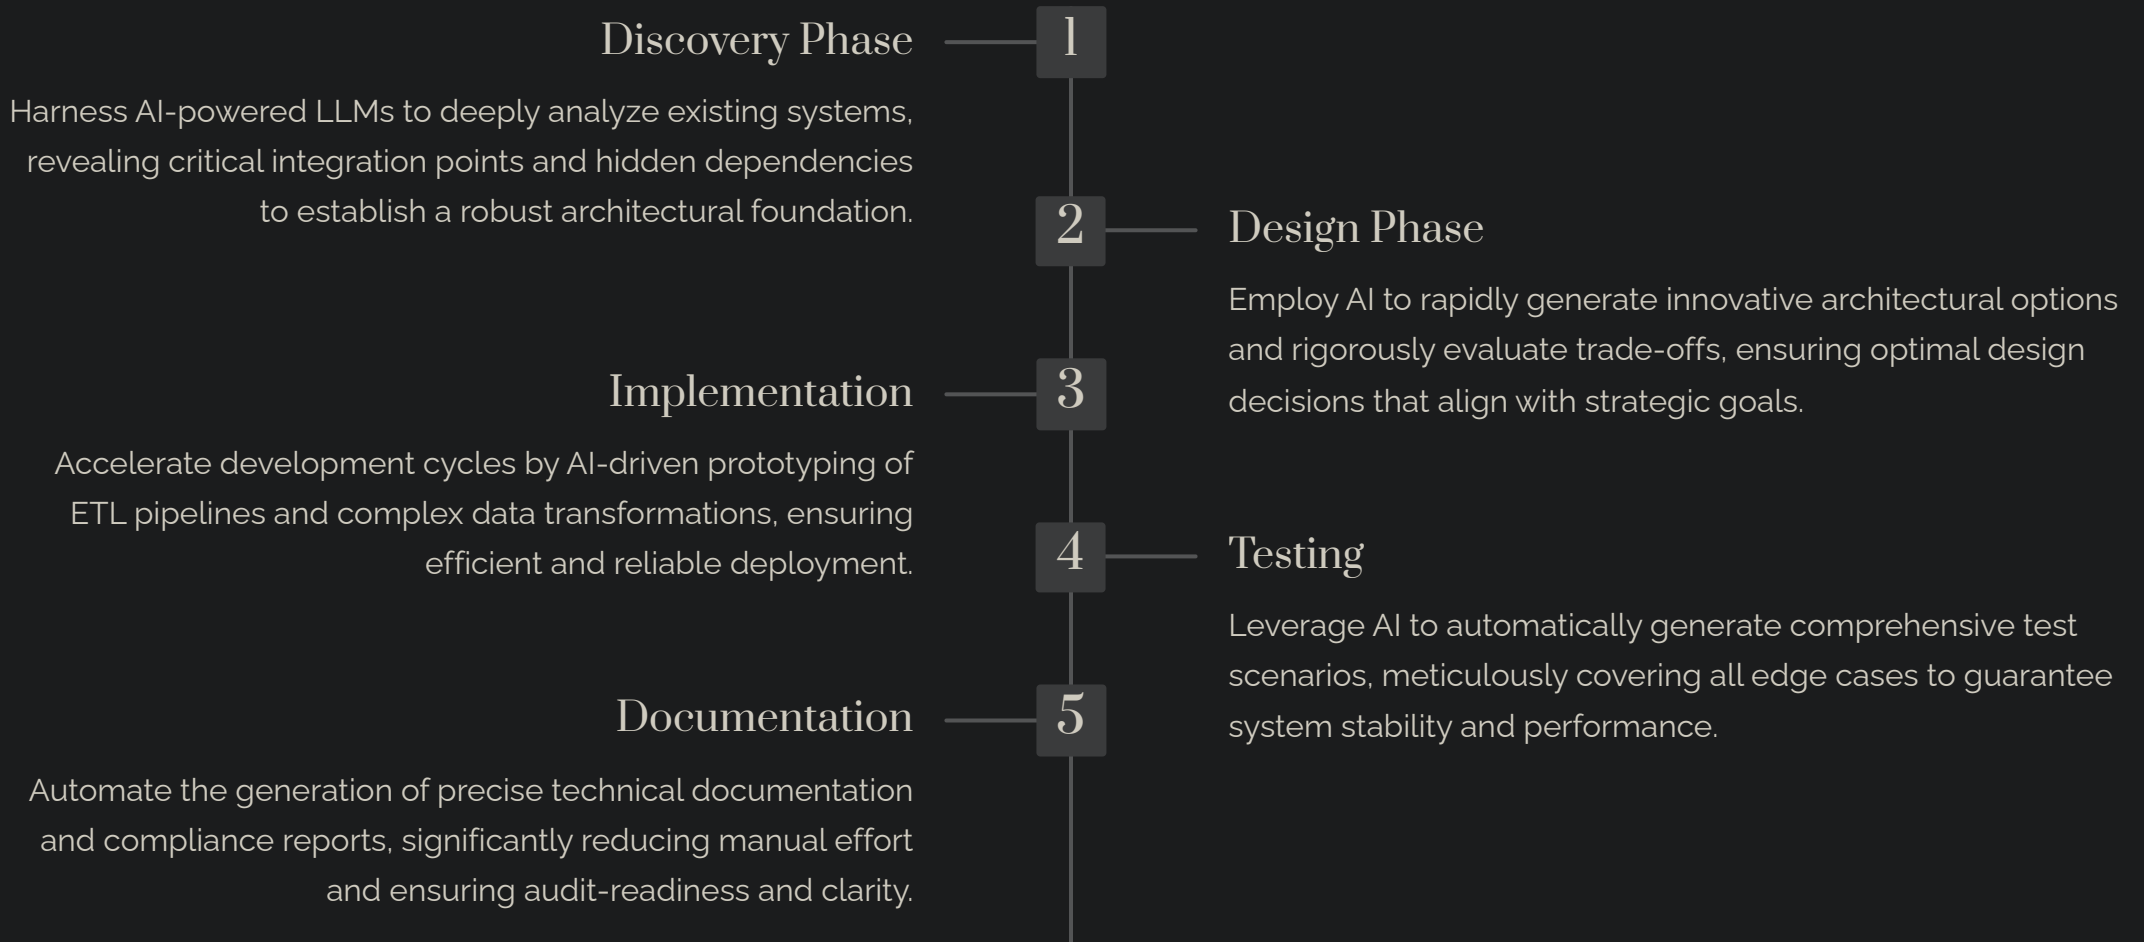 Discovery Phase
1
Harness AI-powered LLMs to deeply analyze existing systems,
revealing critical integration points and hidden dependencies
to establish a robust architectural foundation.
2
Design Phase
Employ AI to rapidly generate innovative architectural options
and rigorously evaluate trade-offs, ensuring optimal design
decisions that align with strategic goals.
Implementation
3
Accelerate development cycles by AI-driven prototyping of
ETL pipelines and complex data transformations, ensuring
efficient and reliable deployment.
4
Testing
Leverage AI to automatically generate comprehensive test
scenarios, meticulously covering all edge cases to guarantee
system stability and performance.
Documentation
5
Automate the generation of precise technical documentation
and compliance reports, significantly reducing manual effort
and ensuring audit-readiness and clarity.